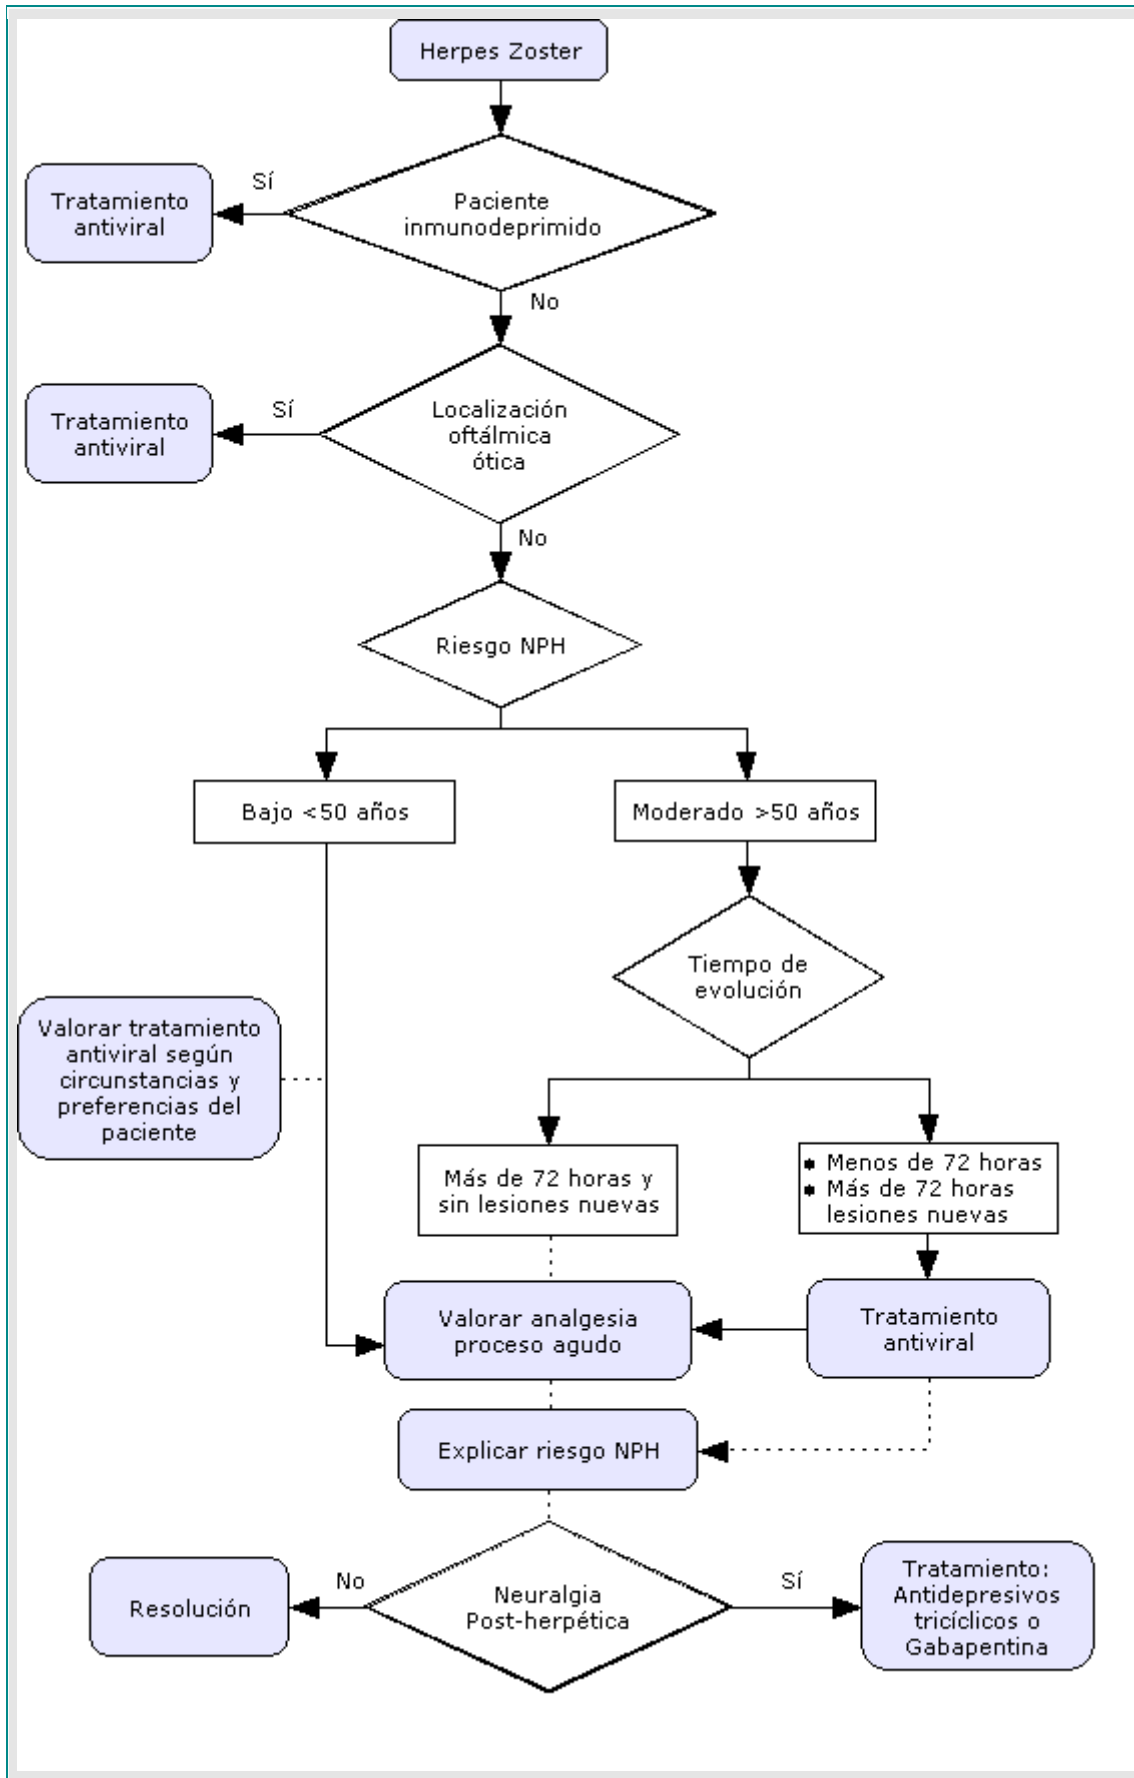 Herpes Zoster
Sí
Tratamiento
antiviral
Paciente
inmunodeprimido
No
Sí
Tratamiento
antiviral
Localización
oftálmica
ótica
No
Riesgo NPH
Bajo <50 años
Moderado >50 años
Tiempo de
evolución
Valorar tratamiento
antiviral según
circunstancias y
preferencias del
paciente
Más de 72 horas y
sin lesiones nuevas
• Menos de 72 horas
• Más de 72 horas
lesiones nuevas
Valorar analgesia
proceso agudo
Tratamiento
antiviral
Explicar riesgo NPH
Neuralgia
Post-herpética
No
Resolución
Sí
Tratamiento:
Antidepresivos
tricíclicos o
Gabapentina